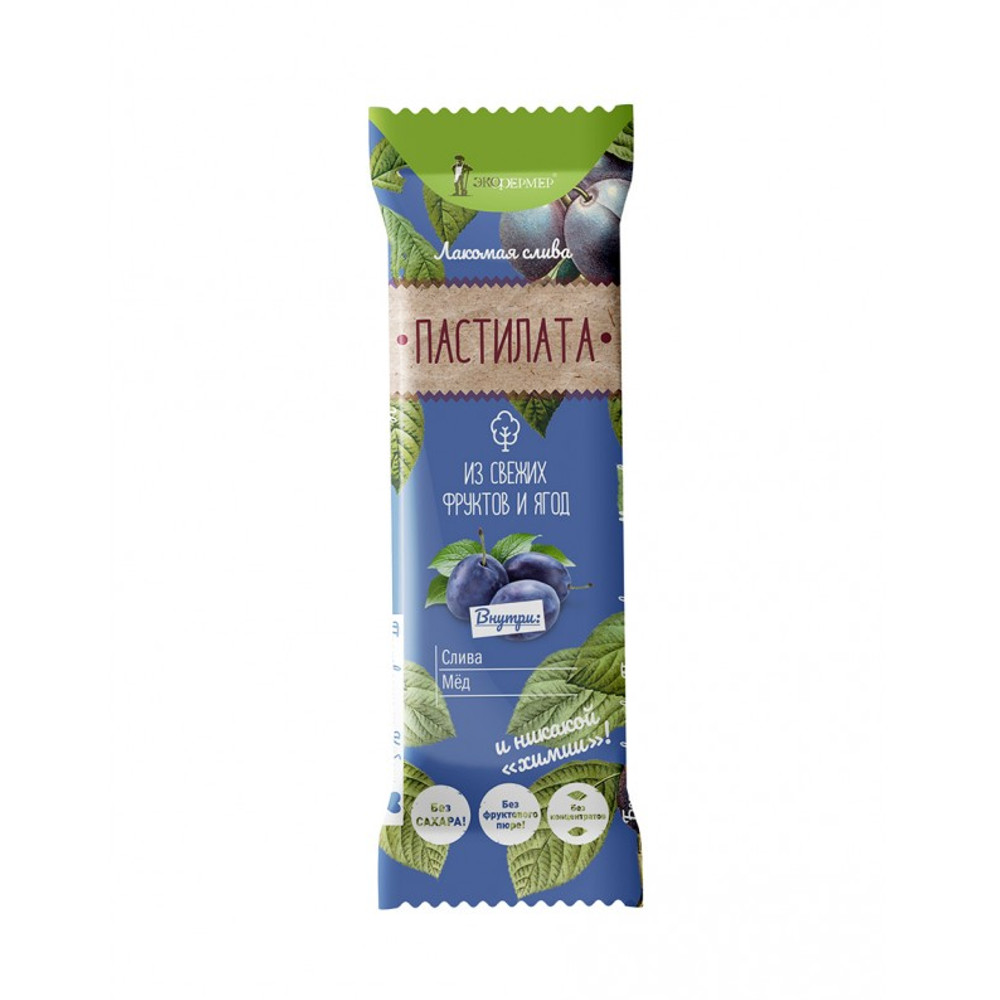 ЭКОФЕРМЕР®
Лакомая слива
•ПАСТИЛАТА•
ИЗ СВЕЖИХ
ФРУКТОВ И ЯГОД
Внутри:
Слива
Мёд
и никакой
«химии»!
Без
САХАРА!
Без
фруктового
пюре!
без
концентратов